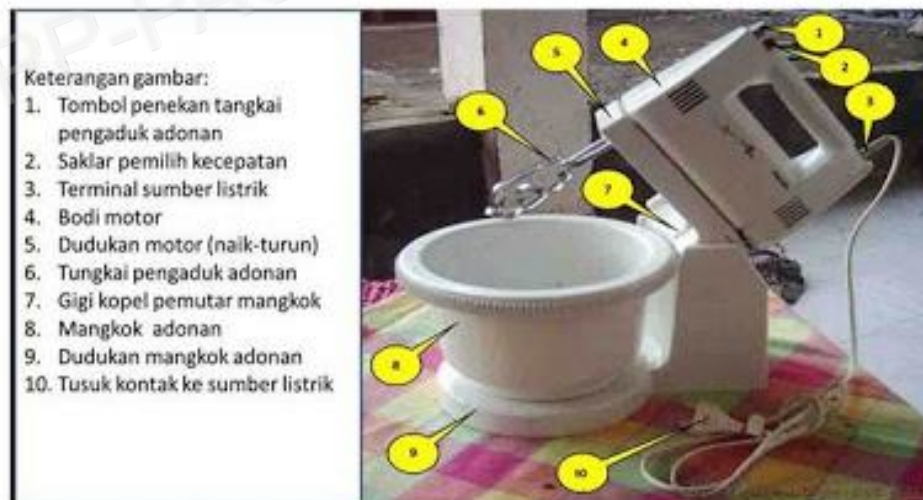 Keterangan gambar:
1. Tombol penekan tangkai
pengaduk adonan
2. Saklar pemilih kecepatan
3. Terminal sumber listrik
4. Bodi motor
5. Dudukan motor (naik-turun)
6. Tungkai pengaduk adonan
7. Gigi kopel pemutar mangkok
8. Mangkok adonan
9. Dudukan mangkok adonan
10. Tusuk kontak ke sumber listrik
1
2
3
4
5
6
7
8
9
10